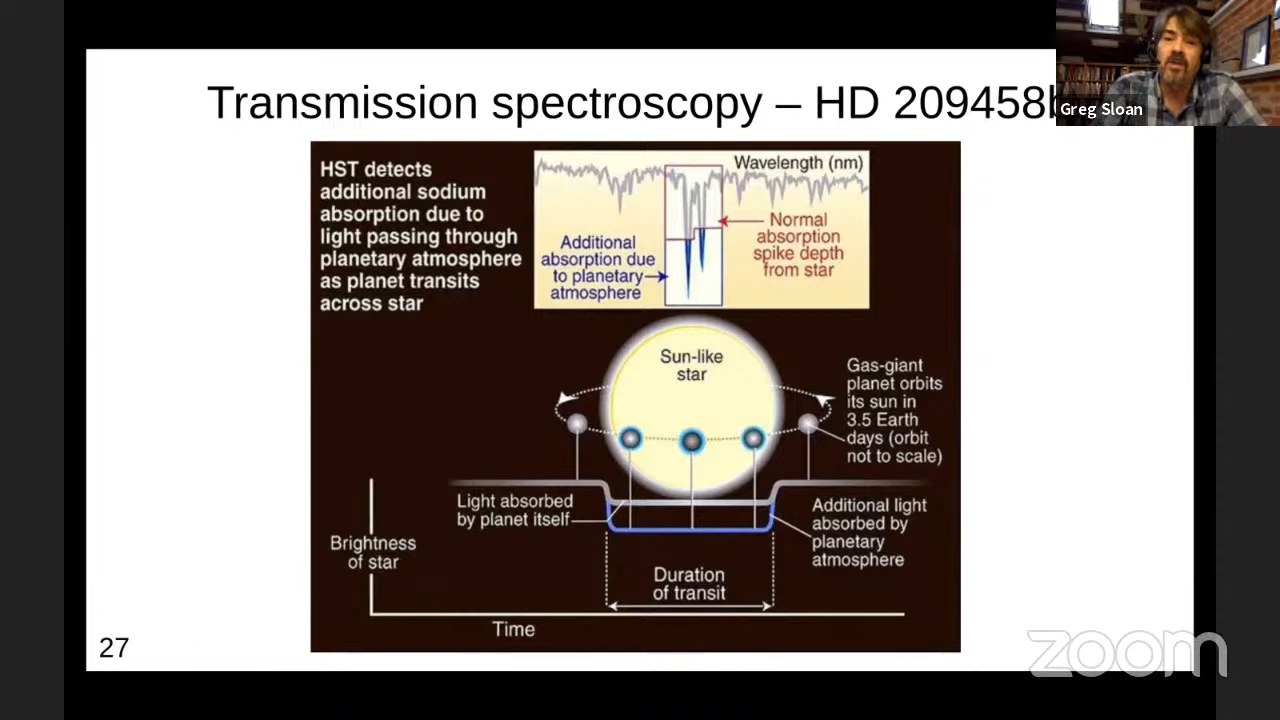 Transmission spectroscopy – HD 209458b
Greg Sloan
HST detects
additional sodium
absorption due to
light passing through
planetary atmosphere
as planet transits
across star
Wavelength (nm)
Additional
absorption due
to planetary
atmosphere
Normal
absorption
spike depth
from star
Sun-like
star
Gas-giant
planet orbits
its sun in
3.5 Earth
days (orbit
not to scale)
Light absorbed
by planet itself
Additional light
absorbed by
planetary
atmosphere
Brightness
of star
Duration
of transit
Time
27
zoom